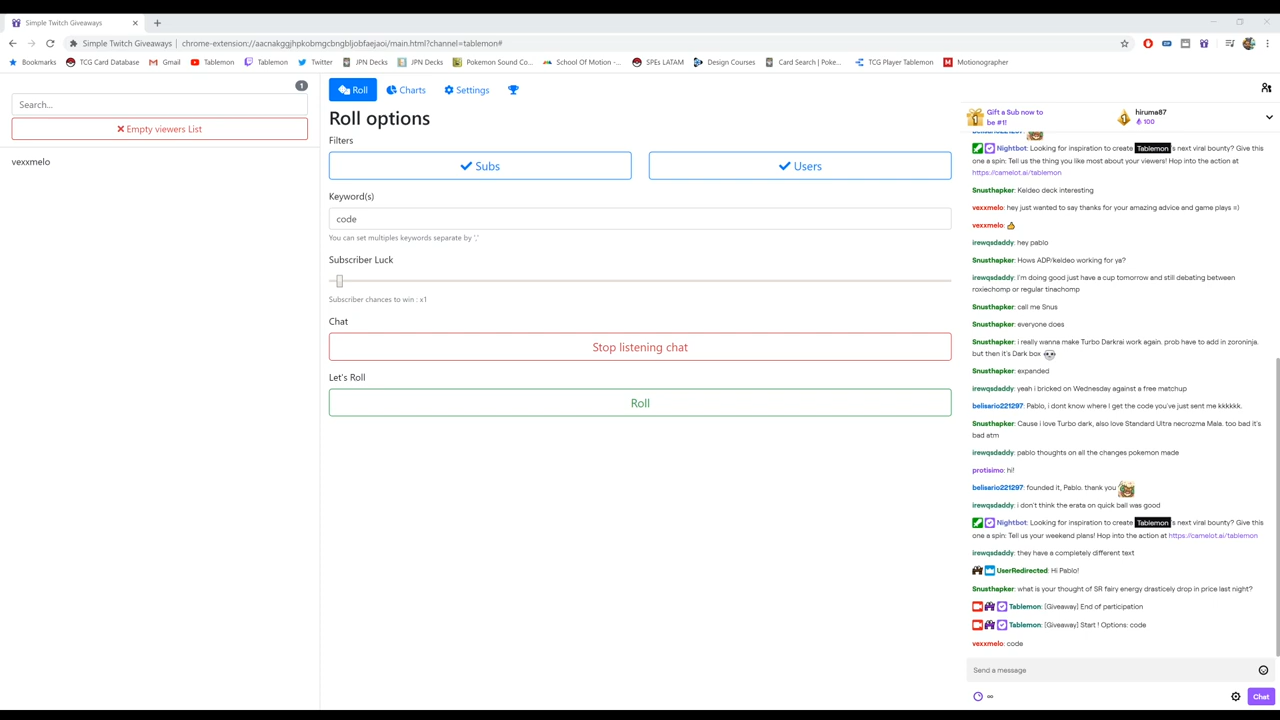 Simple Twitch Giveaways
Simple Twitch Giveaways | chrome-extension://aacnakggjhpkobmgcbngbljobfaejaoi/main.html?channel=tablemon#
Bookmarks TCG Card Database Gmail Tablemon Tablemon Twitter JPN Decks JPN Decks Pokemon Sound Co... School Of Motion -... SPEs LATAM Design Courses Card Search | Poke... TCG Player Tablemon Motionographer
1
Search...
Empty viewers List
vexxmelo
Roll Charts Settings
Roll options
Filters
Subs
Users
Keyword(s)
code
You can set multiples keywords separate by ','
Subscriber Luck
Subscriber chances to win : x1
Chat
Stop listening chat
Let's Roll
Roll
Gift a Sub now to
be #1!
1
hiruma87
100
Nightbot: Looking for inspiration to create Tablemon's next viral bounty? Give this
one a spin: Tell us the thing you like most about your viewers! Hop into the action at
https://camelot.ai/tablemon
Snusthapker: Keldeo deck interesting
vexxmelo: hey just wanted to say thanks for your amazing advice and game plays =)
vexxmelo: 👍
irewqsdaddy: hey pablo
Snusthapker: Hows ADP/keldeo working for ya?
irewqsdaddy: I'm doing good just have a cup tomorrow and still debating between
roxiechomp or regular tinachomp
Snusthapker: call me Snus
Snusthapker: everyone does
Snusthapker: i really wanna make Turbo Darkrai work again. prob have to add in zoroninja.
but then it's Dark box
Snusthapker: expanded
irewqsdaddy: yeah i bricked on Wednesday against a free matchup
belisario221297: Pablo, i dont know where i get the code you've just sent me kkkkkk.
Snusthapker: Cause i love Turbo dark, also love Standard Ultra necrozma Mala. too bad it's
bad atm
irewqsdaddy: pablo thoughts on all the changes pokemon made
protisimo: hi!
belisario221297: founded it, Pablo. thank you
irewqsdaddy: i don't think the erata on quick ball was good
Nightbot: Looking for inspiration to create Tablemon's next viral bounty? Give this
one a spin: Tell us your weekend plans! Hop into the action at https://camelot.ai/tablemon
irewqsdaddy: they have a completely different text
UserRedirected: Hi Pablo!
Snusthapker: what is your thought of SR fairy energy drasticely drop in price last night?
Tablemon: [Giveaway] End of participation
Tablemon: [Giveaway] Start ! Options: code
vexxmelo: code
Send a message
∞
Chat